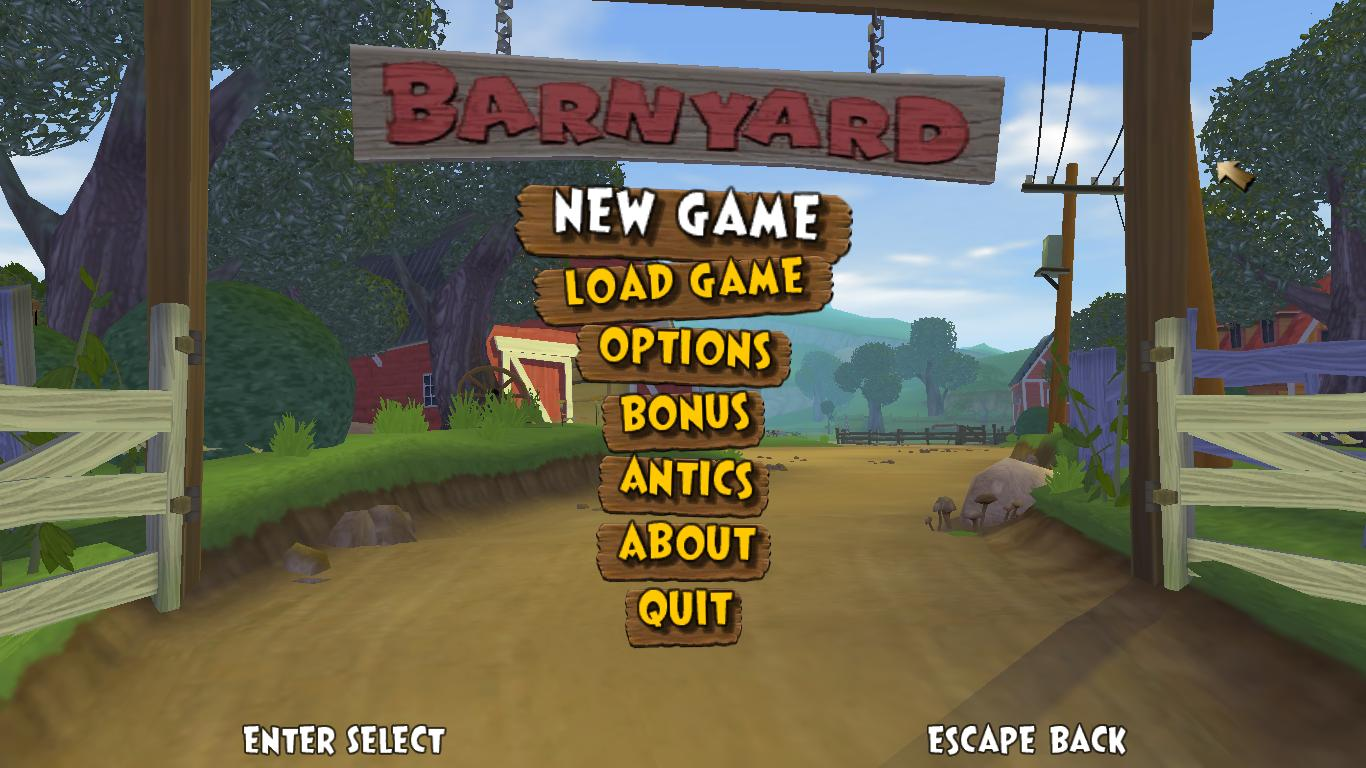 BARNYARD
NEW GAME
LOAD GAME
OPTIONS
BONUS
ANTICS
ABOUT
QUIT
ENTER SELECT
ESCAPE BACK